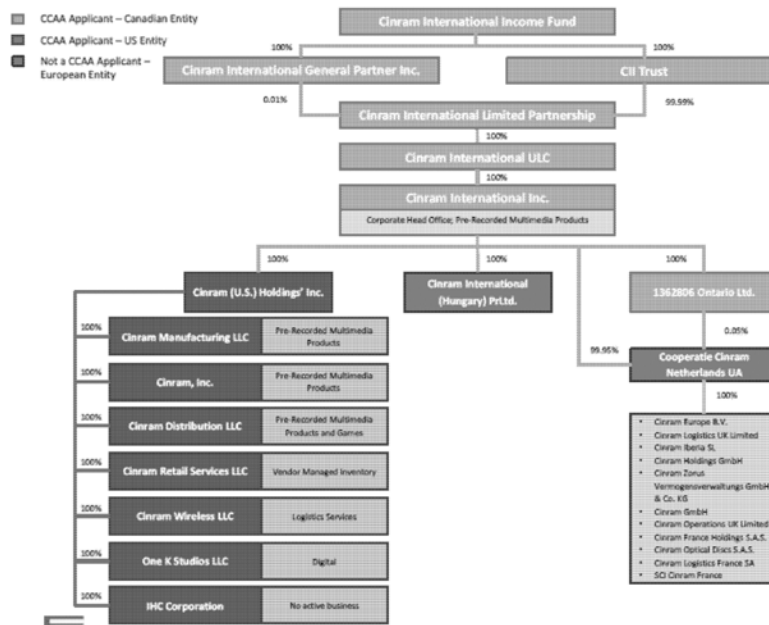 CCAA Applicant – Canadian Entity
CCAA Applicant – US Entity
Not a CCAA Applicant –
European Entity
Cinram International Income Fund
100%
100%
Cinram International General Partner Inc.
CII Trust
0.01%
99.99%
Cinram International Limited Partnership
100%
Cinram International ULC
100%
Cinram International Inc.
Corporate Head Office; Pre-Recorded Multimedia Products
100%
100%
100%
Cinram (U.S.) Holdings' Inc.
Cinram International
(Hungary) PrLtd.
1362806 Ontario Ltd.
0.05%
99.95%
Cooperatie Cinram
Netherlands UA
100%
100%
Cinram Manufacturing LLC
Pre-Recorded Multimedia
Products
100%
Cinram, Inc.
Pre-Recorded Multimedia
Products
100%
Cinram Distribution LLC
Pre-Recorded Multimedia
Products and Games
100%
Cinram Retail Services LLC
Vendor Managed Inventory
100%
Cinram Wireless LLC
Logistics Services
100%
One K Studios LLC
Digital
100%
IHC Corporation
No active business
• Cinram Europe B.V.
• Cinram Logistics UK Limited
• Cinram Iberia SL
• Cinram Holdings GmbH
• Cinram Zorus
Vermogensverwaltungs GmbH
& Co. KG
• Cinram GmbH
• Cinram Operations UK Limited
• Cinram France Holdings S.A.S.
• Cinram Optical Discs S.A.S.
• Cinram Logistics France SA
• SCI Cinram France